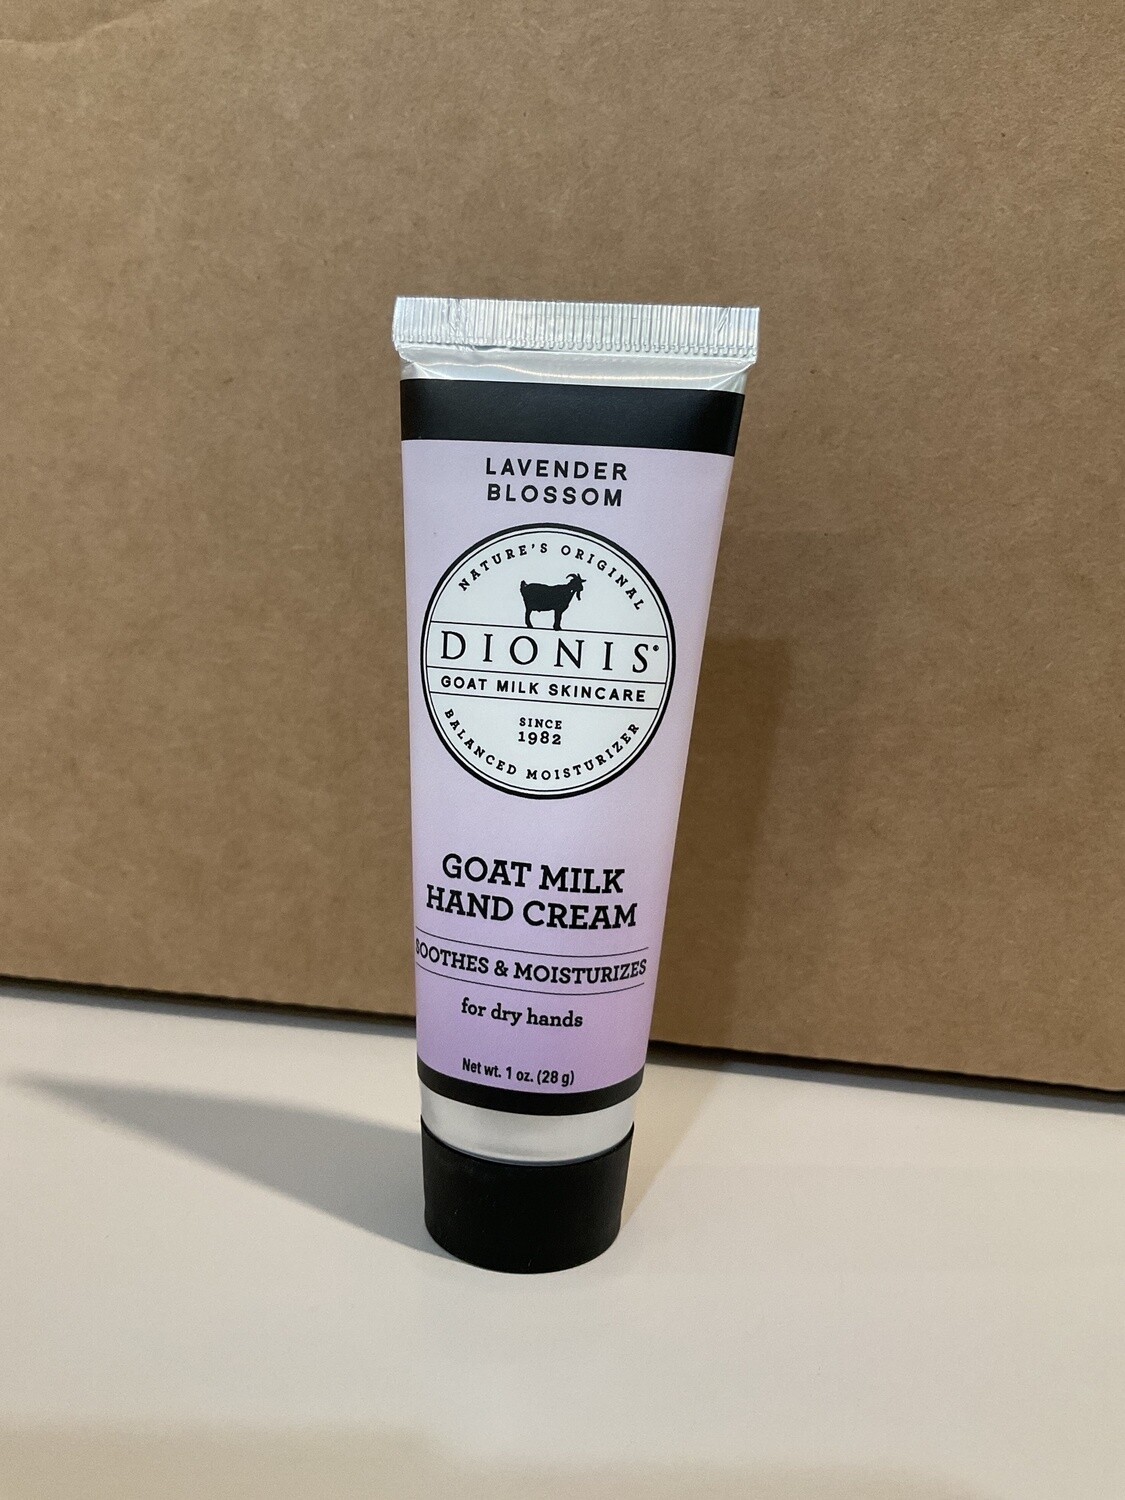 LAVENDER
BLOSSOM
NATURE'S ORIGINAL
DIONIS®
GOAT MILK SKINCARE
SINCE
1982
BALANCED MOISTURIZER
GOAT MILK
HAND CREAM
SOOTHES & MOISTURIZES
for dry hands
Net wt. 1 oz. (28 g)